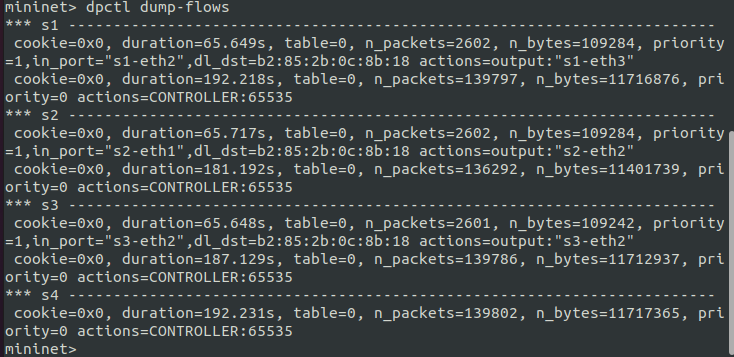 mininet> dpctl dump-flows
*** s1 ------------------------------------------------------------------------
 cookie=0x0, duration=65.649s, table=0, n_packets=2602, n_bytes=109284, priority
=1,in_port="s1-eth2",dl_dst=b2:85:2b:0c:8b:18 actions=output:"s1-eth3"
 cookie=0x0, duration=192.218s, table=0, n_packets=139797, n_bytes=11716876, pri
ority=0 actions=CONTROLLER:65535
*** s2 ------------------------------------------------------------------------
 cookie=0x0, duration=65.717s, table=0, n_packets=2602, n_bytes=109284, priority
=1,in_port="s2-eth1",dl_dst=b2:85:2b:0c:8b:18 actions=output:"s2-eth2"
 cookie=0x0, duration=181.192s, table=0, n_packets=136292, n_bytes=11401739, pri
ority=0 actions=CONTROLLER:65535
*** s3 ------------------------------------------------------------------------
 cookie=0x0, duration=65.648s, table=0, n_packets=2601, n_bytes=109242, priority
=1,in_port="s3-eth2",dl_dst=b2:85:2b:0c:8b:18 actions=output:"s3-eth2"
 cookie=0x0, duration=187.129s, table=0, n_packets=139786, n_bytes=11712937, pri
ority=0 actions=CONTROLLER:65535
*** s4 ------------------------------------------------------------------------
 cookie=0x0, duration=192.231s, table=0, n_packets=139802, n_bytes=11717365, pri
ority=0 actions=CONTROLLER:65535
mininet>